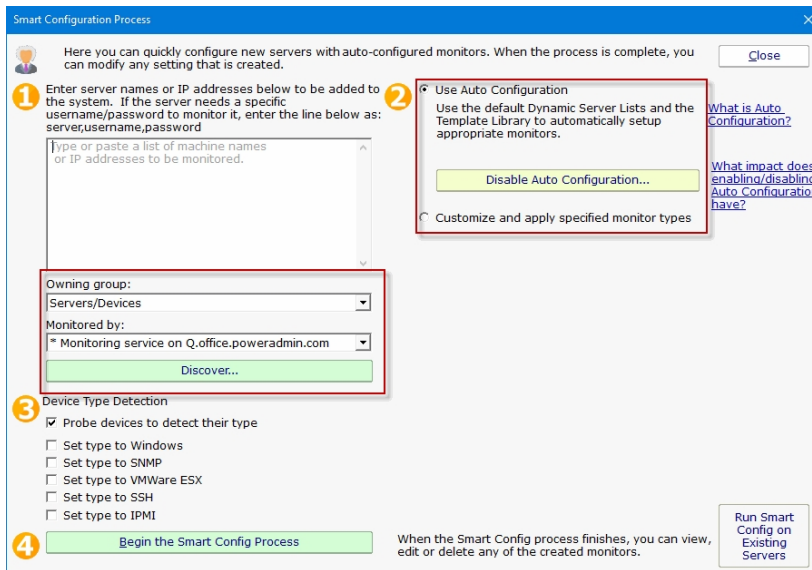 Smart Configuration Process
Here you can quickly configure new servers with auto-configured monitors. When the process is complete, you
can modify any setting that is created.
Close
1
Enter server names or IP addresses below to be added to
the system. If the server needs a specific
username/password to monitor it, enter the line below as:
server,username,password
Type or paste a list of machine names
or IP addresses to be monitored.
Owning group:
Servers/Devices
Monitored by:
* Monitoring service on Q.office.poweradmin.com
Discover...
2
Use Auto Configuration
Use the default Dynamic Server Lists and the
Template Library to automatically setup
appropriate monitors.
Disable Auto Configuration...
Customize and apply specified monitor types
What is Auto
Configuration?
What impact does
enabling/disabling
Auto Configuratio
have?
3
Device Type Detection
Probe devices to detect their type
Set type to Windows
Set type to SNMP
Set type to VMWare ESX
Set type to SSH
Set type to IPMI
4
Begin the Smart Config Process
When the Smart Config process finishes, you can view,
edit or delete any of the created monitors.
Run Smart
Config on
Existing
Servers